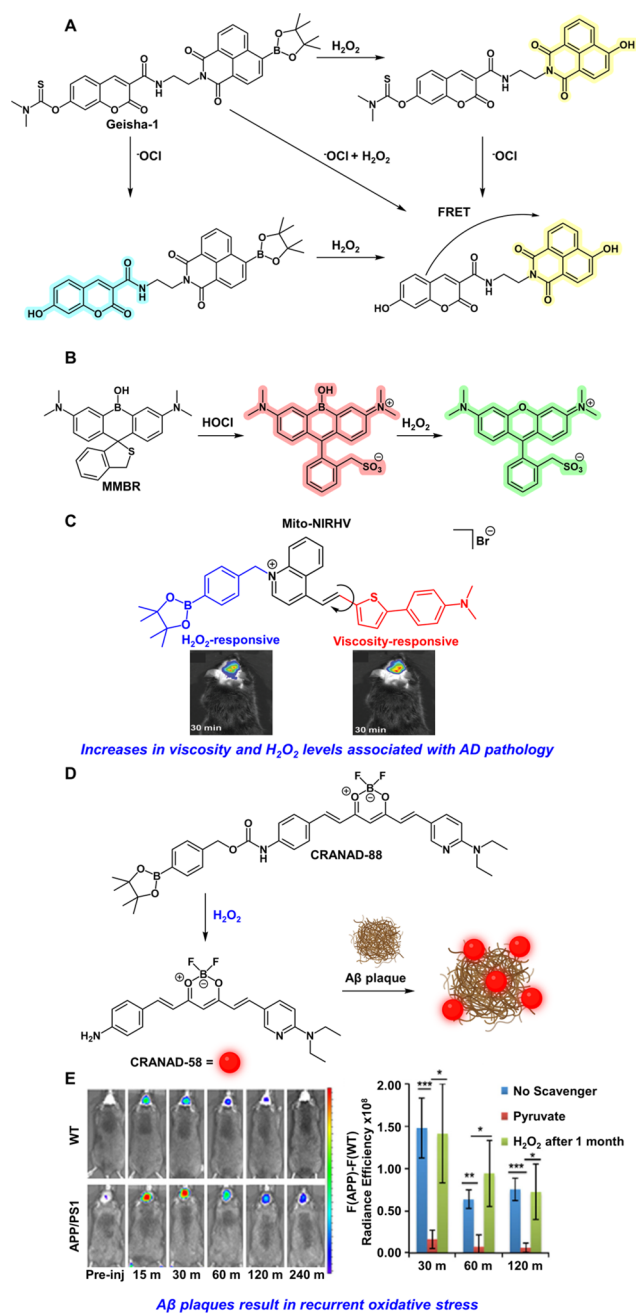 A
H₂O₂
Geisha-1
⁻OCl
⁻OCl + H₂O₂
⁻OCl
FRET
H₂O₂
B
HOCl
H₂O₂
MMBR
C
Mito-NIRHV
Br⊖
H₂O₂-responsive
Viscosity-responsive
30 min
30 min
Increases in viscosity and H₂O₂ levels associated with AD pathology
D
CRANAD-88
H₂O₂
Aβ plaque
CRANAD-58 =
E
WT
APP/PS1
Pre-inj 15 m 30 m 60 m 120 m 240 m
F(APP)-F(WT)
Radiance Efficiency x10⁸
2.00
1.50
1.00
0.50
0.00
*** *
** *
*** *
30 m 60 m 120 m
No Scavenger
Pyruvate
H₂O₂ after 1 month
Aβ plaques result in recurrent oxidative stress